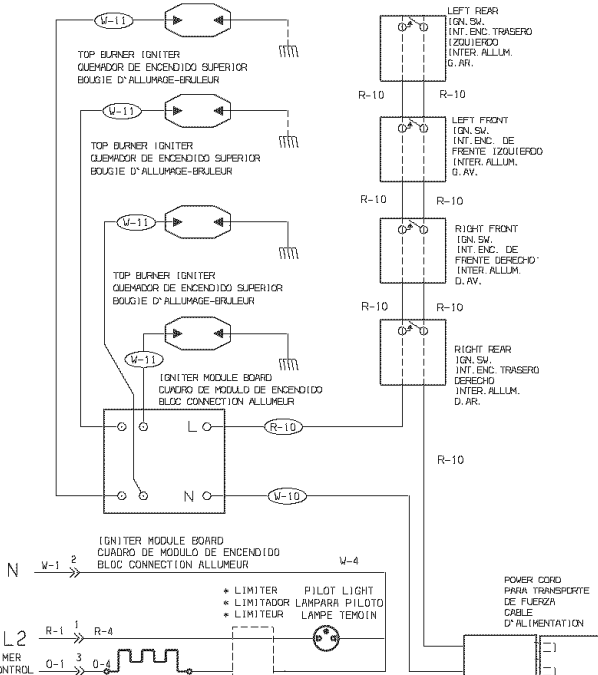 W-11
TOP BURNER IGNITER
QUEMADOR DE ENCENDIDO SUPERIOR
BOUGIE D'ALLUMAGE-BRULEUR
W-11
TOP BURNER IGNITER
QUEMADOR DE ENCENDIDO SUPERIOR
BOUGIE D'ALLUMAGE-BRULEUR
W-11
TOP BURNER IGNITER
QUEMADOR DE ENCENDIDO SUPERIOR
BOUGIE D'ALLUMAGE-BRULEUR
W-11
IGNITER MODULE BOARD
CUADRO DE MODULO DE ENCENDIDO
BLOC CONNECTION ALLUMEUR
LEFT REAR
IGN. SW.
INT. ENC. TRASERO
IZQUIERDO
INTER. ALLUM.
G. AR.
R-10 R-10
LEFT FRONT
IGN. SW.
INT. ENC. DE
FRENTE IZQUIERDO
INTER. ALLUM.
G. AV.
R-10 R-10
RIGHT FRONT
IGN. SW.
INT. ENC. DE
FRENTE DERECHO
INTER. ALLUM.
D. AV.
R-10 R-10
RIGHT REAR
IGN. SW.
INT. ENC. TRASERO
DERECHO
INTER. ALLUM.
D. AR.
L R-10
R-10
N W-10
IGNITER MODULE BOARD
CUADRO DE MODULO DE ENCENDIDO
BLOC CONNECTION ALLUMEUR
N W-1 2
W-4
* LIMITER PILOT LIGHT
* LIMITADOR LAMPARA PILOTO
* LIMITEUR LAMPE TEMOIN
POWER CORD
PARA TRANSPORTE
DE FUERZA
CABLE
D'ALIMENTATION
L2 R-1 1 R-4
MER
NTROL O-1 3 O-4